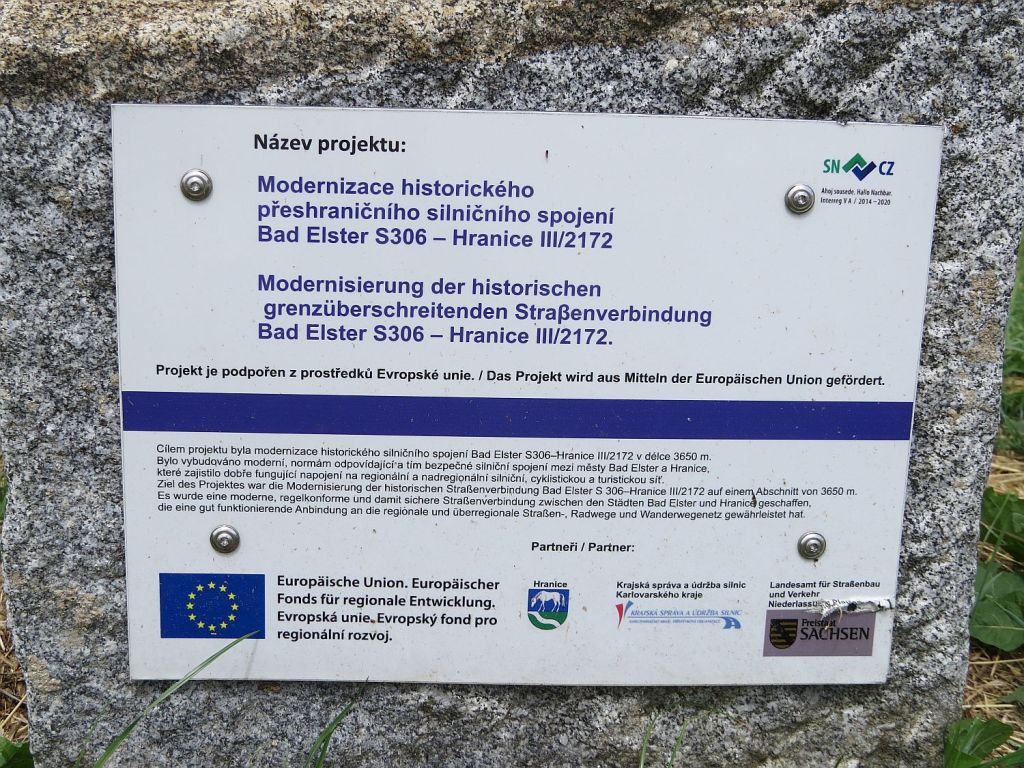 Název projektu:
SN CZ
Ahoj sousede. Hallo Nachbar.
Interreg V A / 2014 – 2020
Modernizace historického
přeshraničního silničního spojení
Bad Elster S306 – Hranice III/2172
Modernisierung der historischen
grenzüberschreitenden Straßenverbindung
Bad Elster S306 – Hranice III/2172.
Projekt je podpořen z prostředků Evropské unie. / Das Projekt wird aus Mitteln der Europäischen Union gefördert.
Cílem projektu byla modernizace historického silničního spojení Bad Elster S306–Hranice III/2172 v délce 3650 m.
Bylo vybudováno moderní, normám odpovídající a tím bezpečné silniční spojení mezi městy Bad Elster a Hranice,
které zajistilo dobře fungující napojení na regionální a nadregionální silniční, cyklistickou a turistickou síť.
Ziel des Projektes war die Modernisierung der historischen Straßenverbindung Bad Elster S 306–Hranice III/2172 auf einem Abschnitt von 3650 m.
Es wurde eine moderne, regelkonforme und damit sichere Straßenverbindung zwischen den Städten Bad Elster und Hranice geschaffen,
die eine gut funktionierende Anbindung an die regionale und überregionale Straßen-, Radwege und Wanderwegenetz gewährleistet hat.
Partneři / Partner:
Europäische Union. Europäischer
Fonds für regionale Entwicklung.
Evropská unie. Evropský fond pro
regionální rozvoj.
Hranice
Krajská správa a údržba silnic
Karlovarského kraje
KRAJSKÁ SPRÁVA A ÚDRŽBA SILNIC
KARLOVARSKÉHO KRAJE, PŘÍSPĚVKOVÁ ORGANIZACE
Landesamt für Straßenbau
und Verkehr
Freistaat
SACHSEN